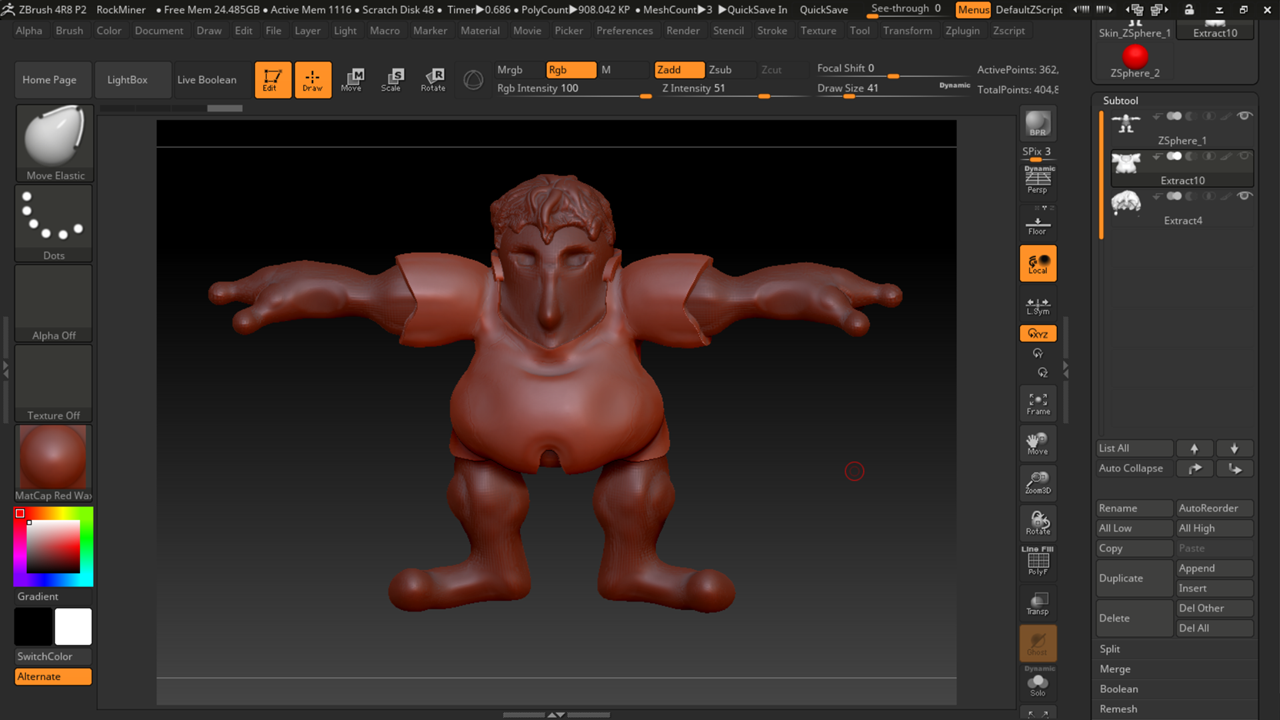 ZBrush 4R8 P2 RockMiner • Free Mem 24.485GB • Active Mem 1116 • Scratch Disk 48 • Timer▶0.686 • PolyCount▶908.042 KP • MeshCount▶3 ▶QuickSave In QuickSave See-through 0 Menus DefaultZScript
Alpha Brush Color Document Draw Edit File Layer Light Macro Marker Material Movie Picker Preferences Render Stencil Stroke Texture Tool Transform Zplugin Zscript
Skin_ZSphere_1 Extract10
ZSphere_2
Home Page LightBox Live Boolean Edit Draw Move Scale Rotate
M S R
Mrgb Rgb M Zadd Zsub Zcut Focal Shift 0 ActivePoints: 362,
Rgb Intensity 100 Z Intensity 51 Draw Size 41 Dynamic TotalPoints: 404,8
Move Elastic
Dots
Alpha Off
Texture Off
MatCap Red Wax
Gradient
SwitchColor
Alternate
BPR
SPix 3
Dynamic
Persp
Floor
Local
L.Sym
XYZ
Y
Z
Frame
Move
Zoom3D
Rotate
Line Fill
PolyF
Transp
Ghost
Dynamic
Solo
Subtool
ZSphere_1
Extract10
Extract4
List All
Auto Collapse
Rename AutoReorder
All Low All High
Copy Paste
Duplicate Append
Insert
Delete Del Other
Del All
Split
Merge
Boolean
Remesh